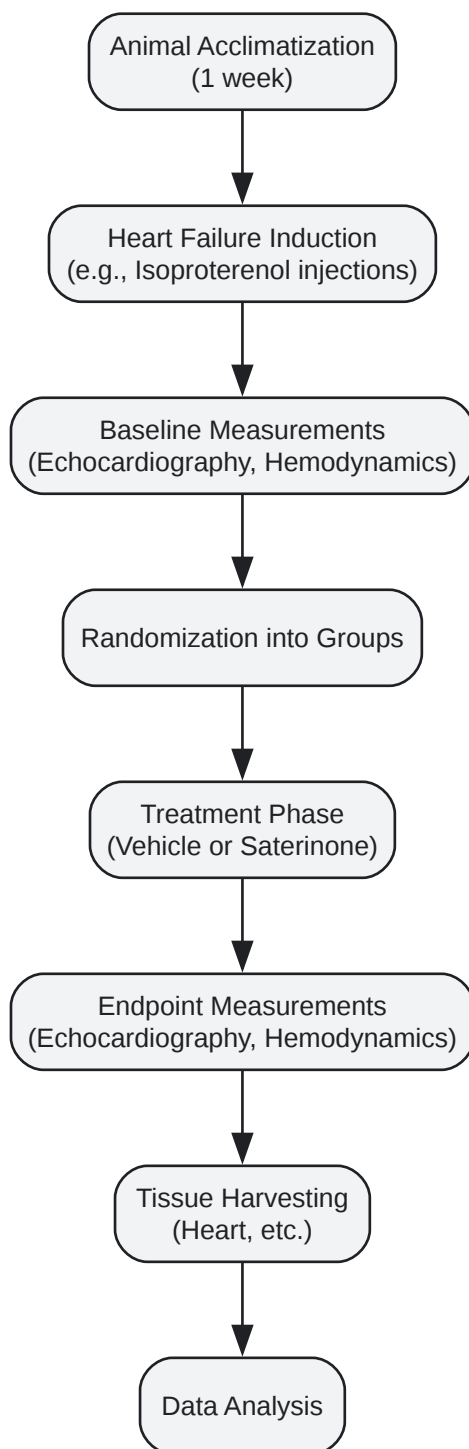 Animal Acclimatization
(1 week)
Heart Failure Induction
(e.g., Isoproterenol injections)
Baseline Measurements
(Echocardiography, Hemodynamics)
Randomization into Groups
Treatment Phase
(Vehicle or Saterinone)
Endpoint Measurements
(Echocardiography, Hemodynamics)
Tissue Harvesting
(Heart, etc.)
Data Analysis